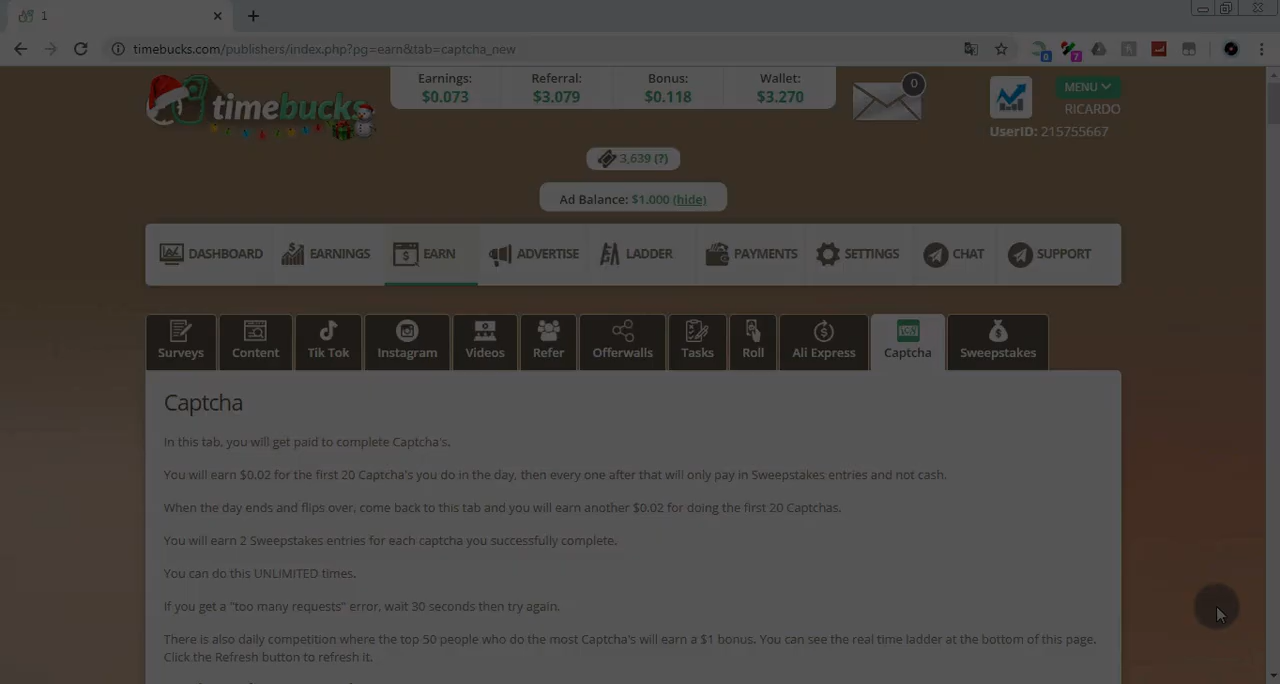 1
timebucks.com/publishers/index.php?pg=earn&tab=captcha_new
0
7
timebucks
Earnings:
$0.073
Referral:
$3.079
Bonus:
$0.118
Wallet:
$3.270
0
MENU
RICARDO
UserID: 215755667
3,639 (?)
Ad Balance: $1.000 (hide)
DASHBOARD
EARNINGS
EARN
ADVERTISE
LADDER
PAYMENTS
SETTINGS
CHAT
SUPPORT
Surveys
Content
Tik Tok
Instagram
Videos
Refer
Offerwalls
Tasks
Roll
Ali Express
Captcha
Sweepstakes
Captcha
In this tab, you will get paid to complete Captcha's.
You will earn $0.02 for the first 20 Captcha's you do in the day, then every one after that will only pay in Sweepstakes entries and not cash.
When the day ends and flips over, come back to this tab and you will earn another $0.02 for doing the first 20 Captchas.
You will earn 2 Sweepstakes entries for each captcha you successfully complete.
You can do this UNLIMITED times.
If you get a "too many requests" error, wait 30 seconds then try again.
There is also daily competition where the top 50 people who do the most Captcha's will earn a $1 bonus. You can see the real time ladder at the bottom of this page.
Click the Refresh button to refresh it.